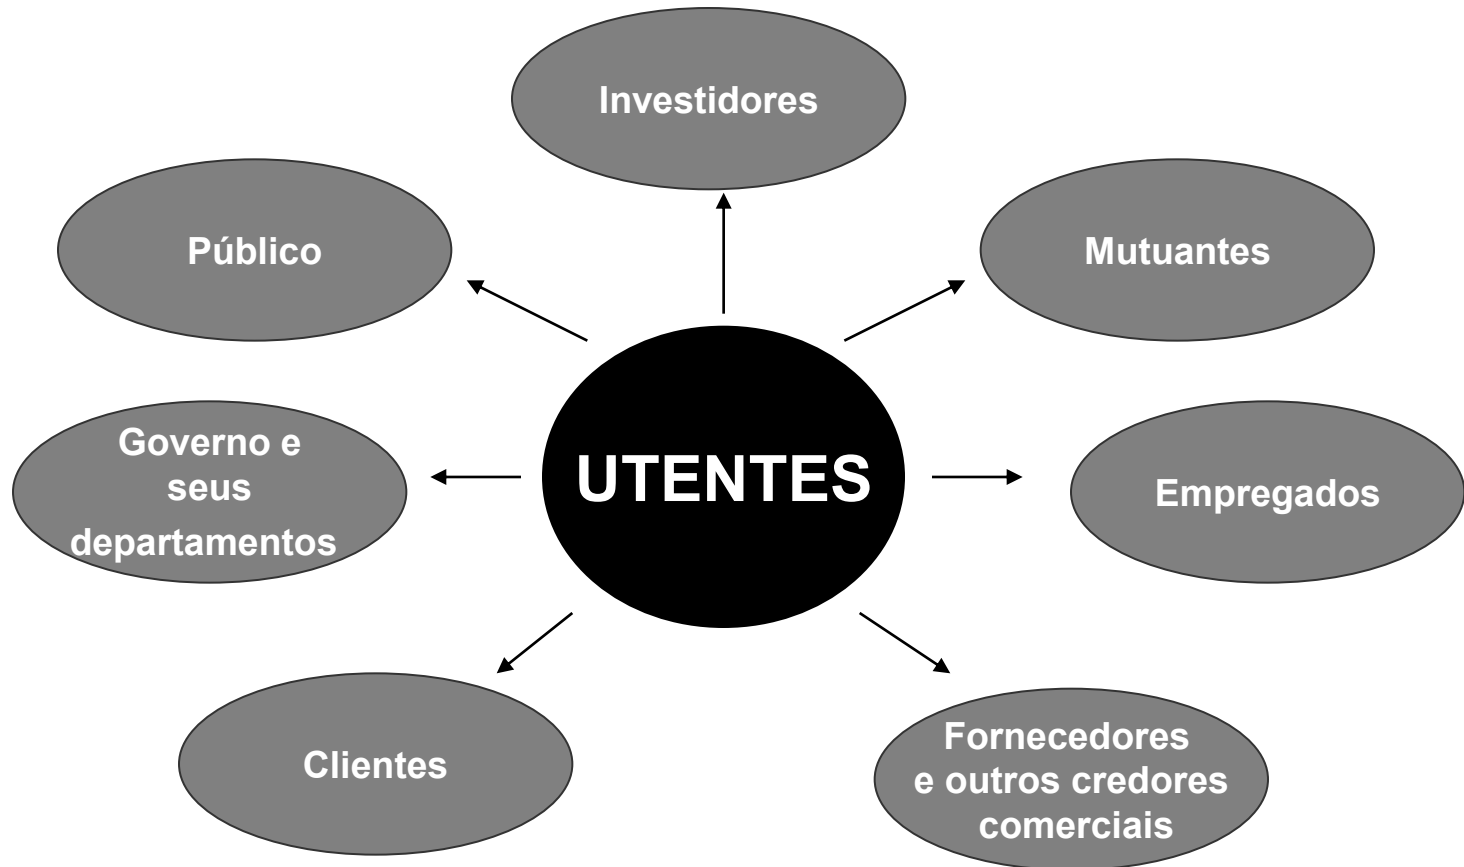 Investidores
Público
Mutuantes
Governo e
seus
departamentos
UTENTES
Empregados
Clientes
Fornecedores
e outros credores
comerciais